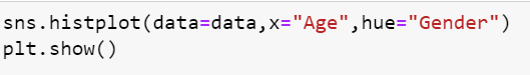 sns.histplot(data=data,x="Age",hue="Gender")
plt.show()